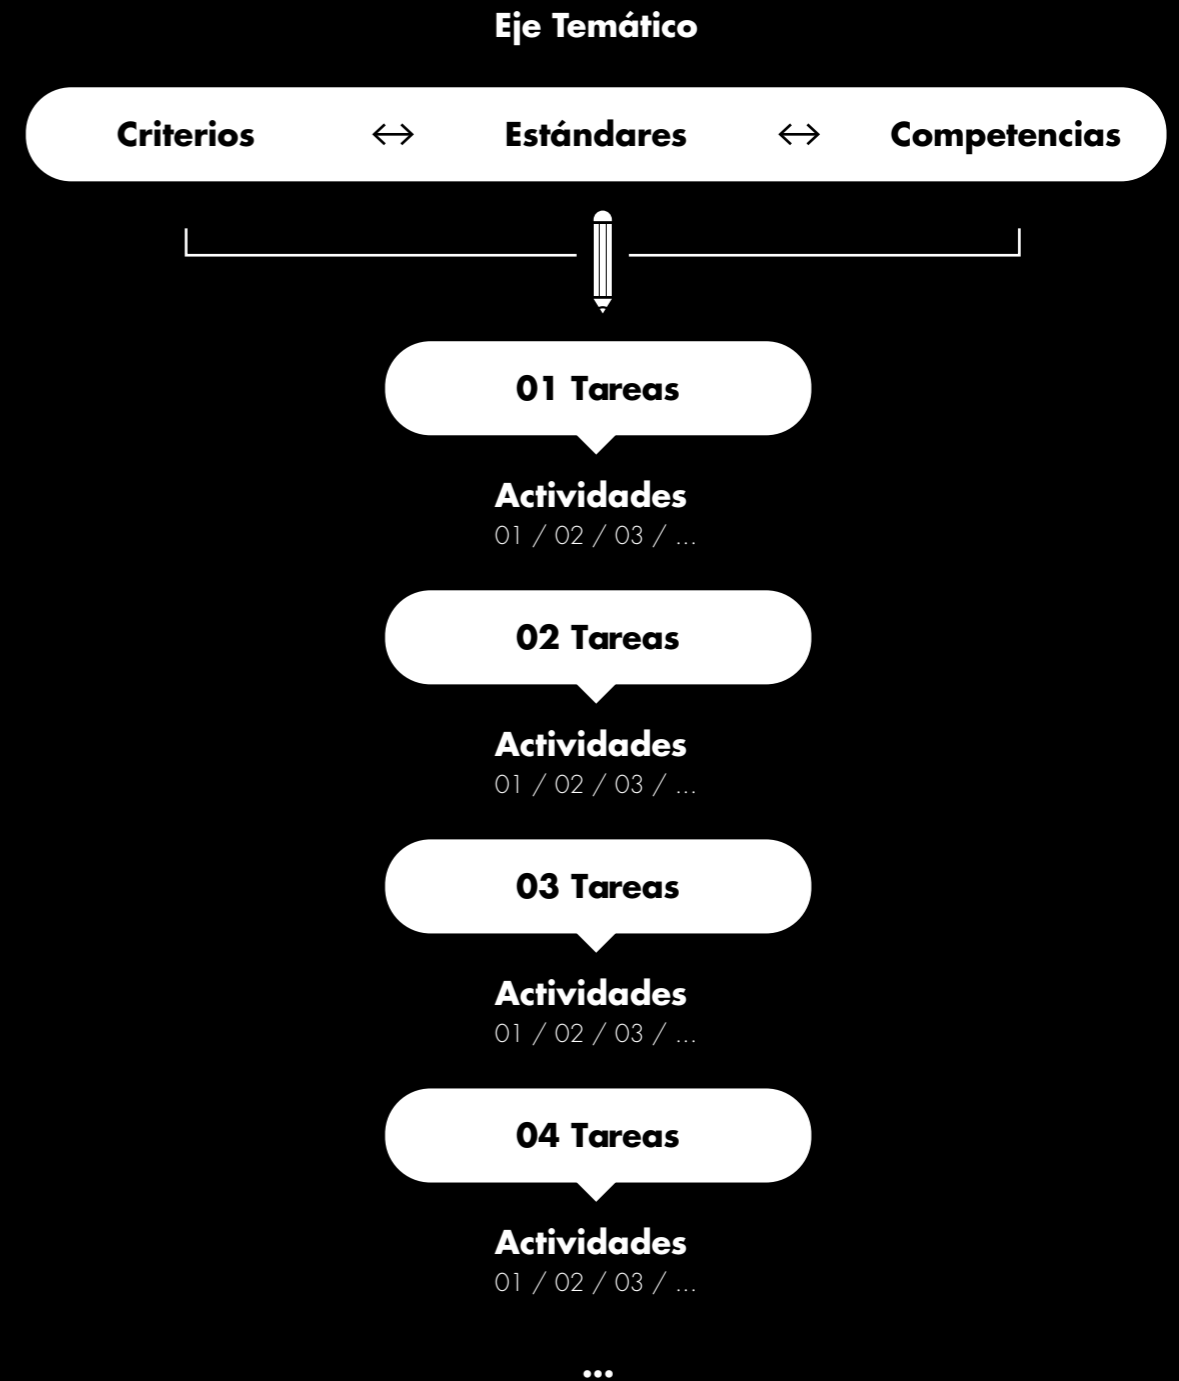 Eje Temático
Criterios ↔ Estándares ↔ Competencias
01 Tareas
Actividades
01 / 02 / 03 / ...
02 Tareas
Actividades
01 / 02 / 03 / ...
03 Tareas
Actividades
01 / 02 / 03 / ...
04 Tareas
Actividades
01 / 02 / 03 / ...
...